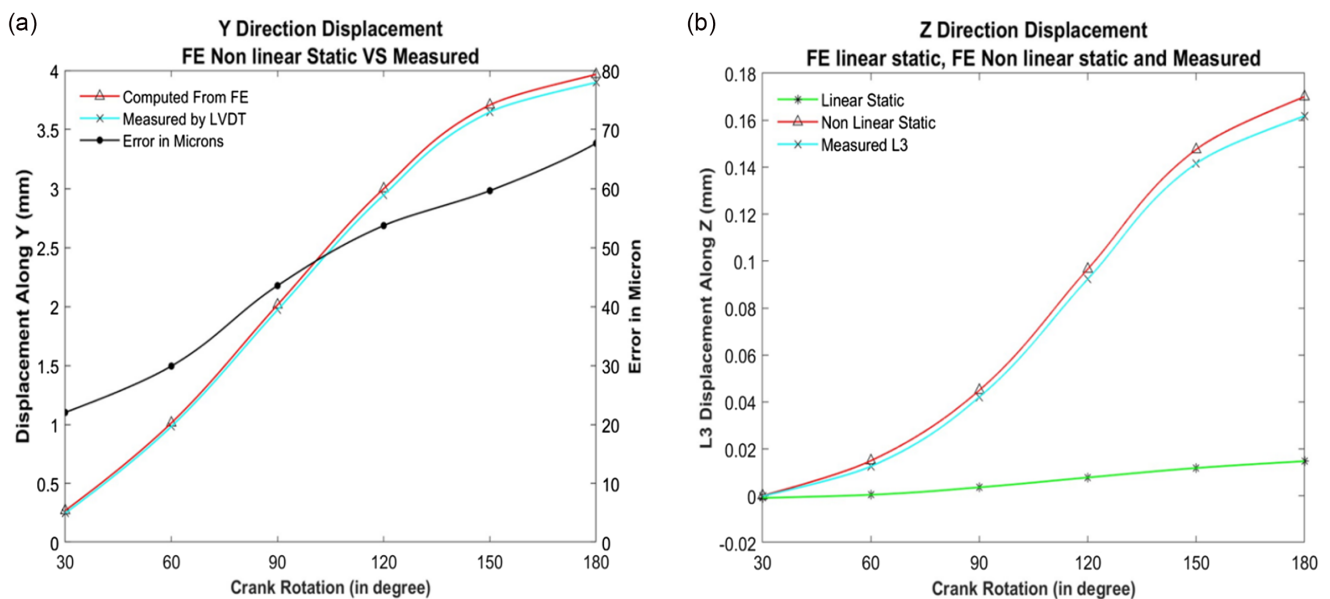 (a)
Y Direction Displacement
FE Non linear Static VS Measured
Computed From FE
Measured by LVDT
Error in Microns
Displacement Along Y (mm)
4
3.5
3
2.5
2
1.5
1
0.5
0
80
70
60
50
40
30
20
10
0
Error in Micron
30 60 90 120 150 180
Crank Rotation (in degree)
(b)
Z Direction Displacement
FE linear static, FE Non linear static and Measured
Linear Static
Non Linear Static
Measured L3
L3 Displacement Along Z (mm)
0.18
0.16
0.14
0.12
0.1
0.08
0.06
0.04
0.02
0
-0.02
30 60 90 120 150 180
Crank Rotation (in degree)